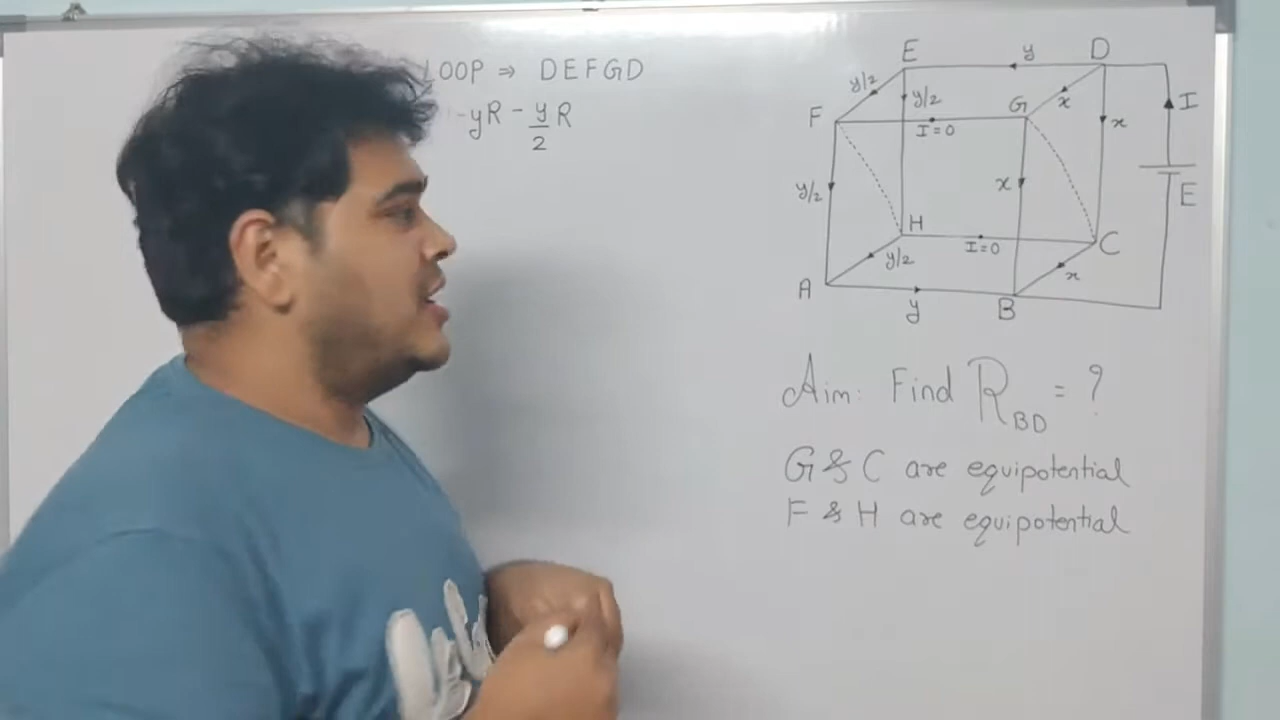 LOOP ⇒ DEFGD
-yR - y/2 R
E
y
D
y/2
y/2
G
x
I
F
I=0
x
y/2
x
E
H
I=0
C
y/2
x
A
y
B
Aim: Find R_BD = ?
G & C are equipotential
F & H are equipotential